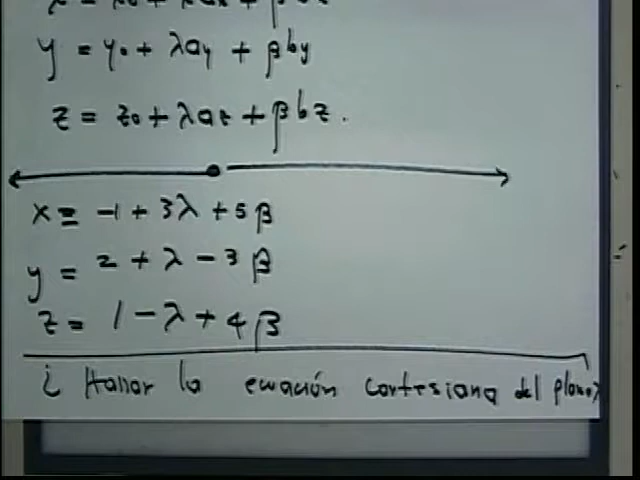 y = y₀ + λay + βby
z = z₀ + λaz + βbz.
x = -1 + 3λ + 5β
y = 2 + λ - 3β
z = 1 - λ + 4β
¿ Hallar la ecuación cartesiana del plano?